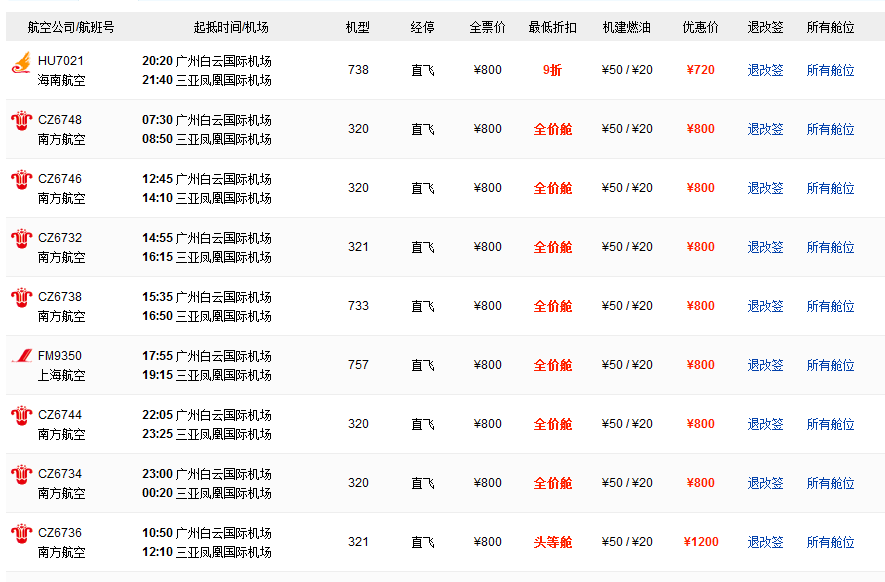 航空公司/航班号 起抵时间/机场 机型 经停 全票价 最低折扣 机建燃油 优惠价 退改签 所有舱位
HU7021 20:20 广州白云国际机场
738 直飞 ¥800 9折 ¥50 / ¥20 ¥720 退改签 所有舱位
海南航空 21:40 三亚凤凰国际机场
CZ6748 07:30 广州白云国际机场
320 直飞 ¥800 全价舱 ¥50 / ¥20 ¥800 退改签 所有舱位
南方航空 08:50 三亚凤凰国际机场
CZ6746 12:45 广州白云国际机场
320 直飞 ¥800 全价舱 ¥50 / ¥20 ¥800 退改签 所有舱位
南方航空 14:10 三亚凤凰国际机场
CZ6732 14:55 广州白云国际机场
321 直飞 ¥800 全价舱 ¥50 / ¥20 ¥800 退改签 所有舱位
南方航空 16:15 三亚凤凰国际机场
CZ6738 15:35 广州白云国际机场
733 直飞 ¥800 全价舱 ¥50 / ¥20 ¥800 退改签 所有舱位
南方航空 16:50 三亚凤凰国际机场
FM9350 17:55 广州白云国际机场
757 直飞 ¥800 全价舱 ¥50 / ¥20 ¥800 退改签 所有舱位
上海航空 19:15 三亚凤凰国际机场
CZ6744 22:05 广州白云国际机场
320 直飞 ¥800 全价舱 ¥50 / ¥20 ¥800 退改签 所有舱位
南方航空 23:25 三亚凤凰国际机场
CZ6734 23:00 广州白云国际机场
320 直飞 ¥800 全价舱 ¥50 / ¥20 ¥800 退改签 所有舱位
南方航空 00:20 三亚凤凰国际机场
CZ6736 10:50 广州白云国际机场
321 直飞 ¥800 头等舱 ¥50 / ¥20 ¥1200 退改签 所有舱位
南方航空 12:10 三亚凤凰国际机场